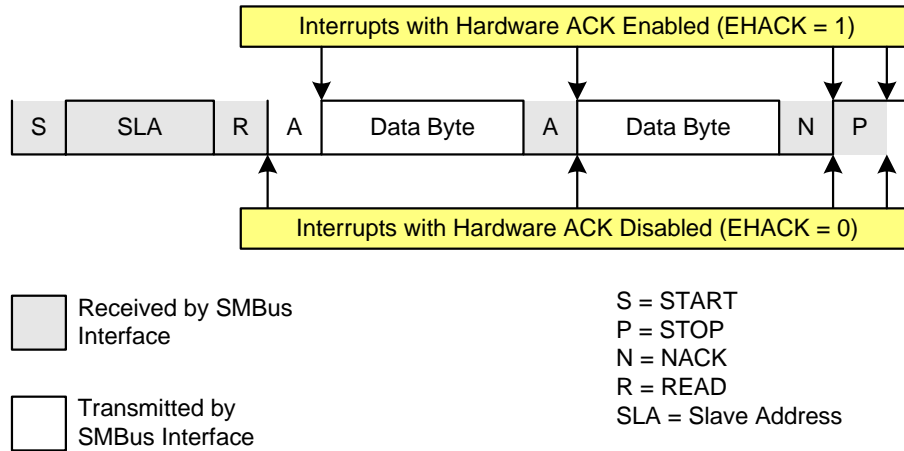 Interrupts with Hardware ACK Enabled (EHACK = 1)
S SLA R A Data Byte A Data Byte N P
Interrupts with Hardware ACK Disabled (EHACK = 0)
Received by SMBus
Interface
Transmitted by
SMBus Interface
S = START
P = STOP
N = NACK
R = READ
SLA = Slave Address